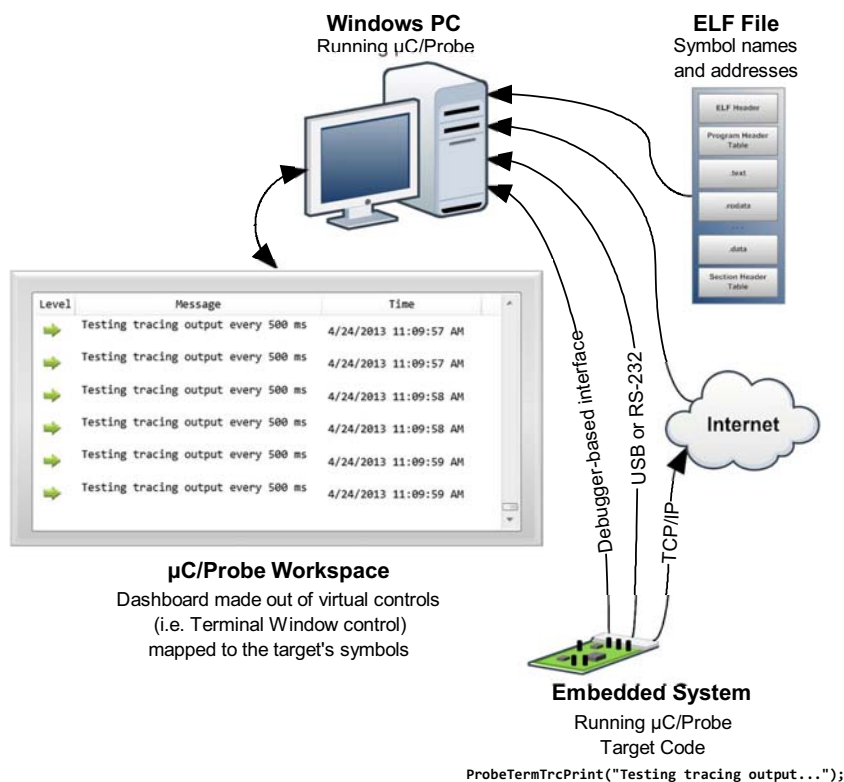 Windows PC
Running µC/Probe
ELF File
Symbol names
and addresses
ELF Header
Program Header
Table
.text
.rodata
...
.data
Section Header
Table
Level Message Time
Testing tracing output every 500 ms 4/24/2013 11:09:57 AM
Testing tracing output every 500 ms 4/24/2013 11:09:57 AM
Testing tracing output every 500 ms 4/24/2013 11:09:58 AM
Testing tracing output every 500 ms 4/24/2013 11:09:58 AM
Testing tracing output every 500 ms 4/24/2013 11:09:59 AM
Testing tracing output every 500 ms 4/24/2013 11:09:59 AM
Debugger-based interface
USB or RS-232
TCP/IP
Internet
µC/Probe Workspace
Dashboard made out of virtual controls
(i.e. Terminal Window control)
mapped to the target's symbols
Embedded System
Running µC/Probe
Target Code
ProbeTermTrcPrint("Testing tracing output...");